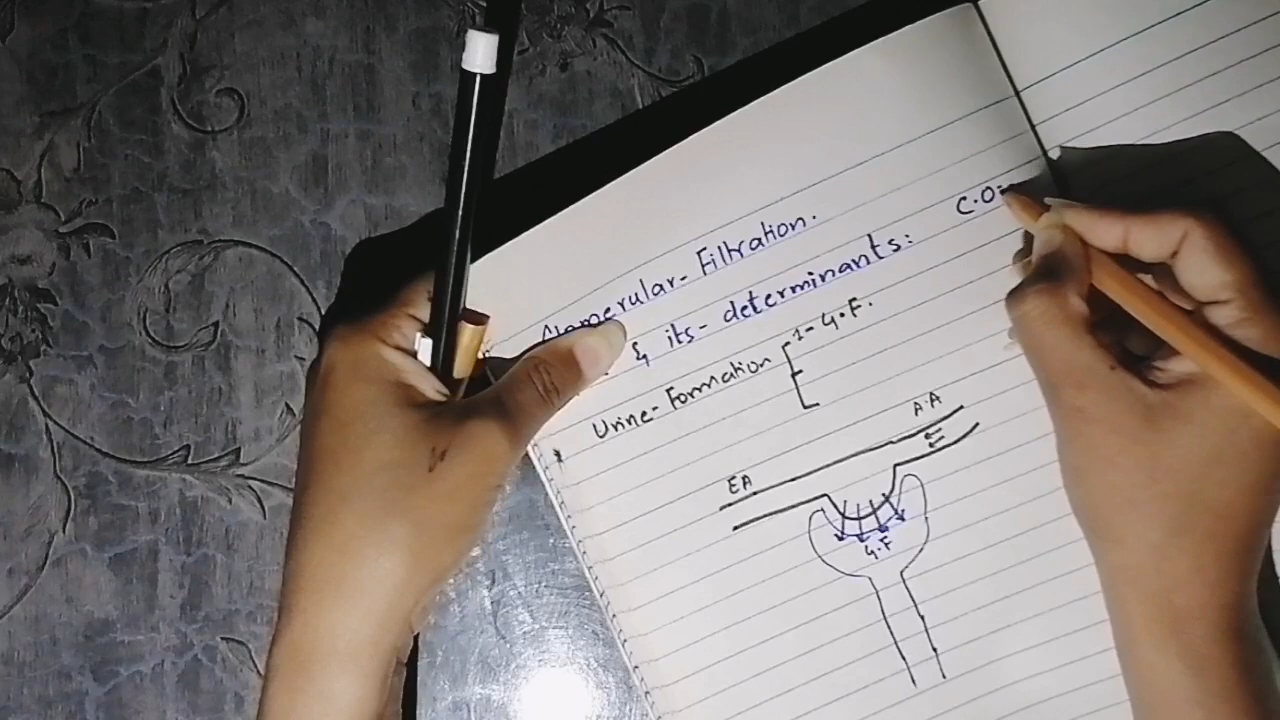 Glomerular-Filtration.
& its- determinants:
C.O=
Urine-Formation
1- G.F.
A.A
EA
G.F